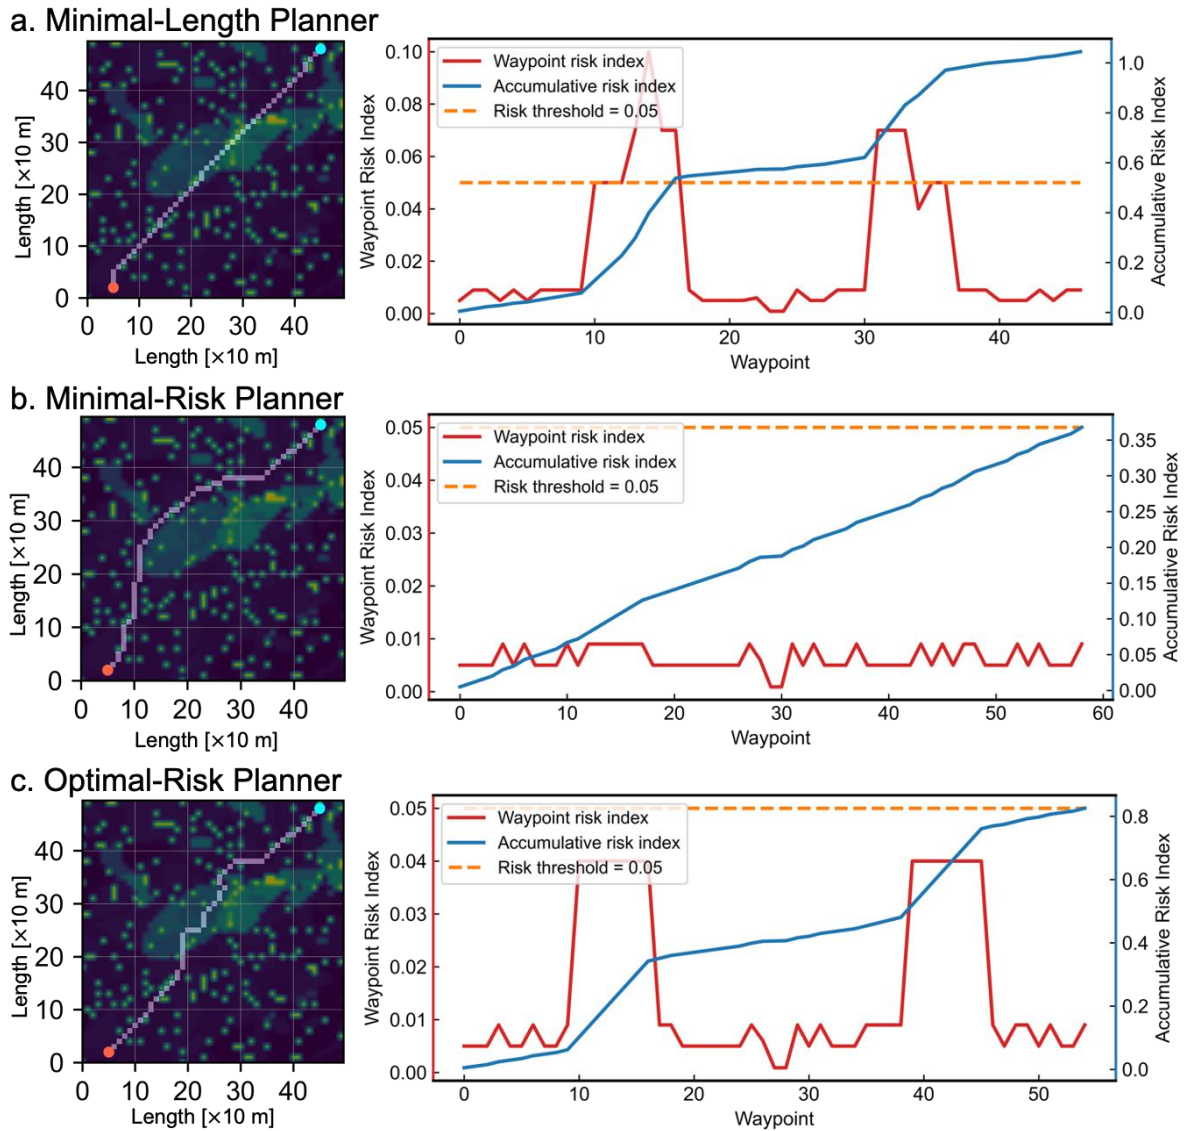 a. Minimal-Length Planner
Length [×10 m]
40
30
20
10
0
0 10 20 30 40
Length [×10 m]
Waypoint Risk Index
0.10
0.08
0.06
0.04
0.02
0.00
Waypoint risk index
Accumulative risk index
Risk threshold = 0.05
0 10 20 30 40
Waypoint
1.0
0.8
0.6
0.4
0.2
0.0
Accumulative Risk Index
b. Minimal-Risk Planner
Length [×10 m]
40
30
20
10
0
0 10 20 30 40
Length [×10 m]
Waypoint Risk Index
0.05
0.04
0.03
0.02
0.01
0.00
Waypoint risk index
Accumulative risk index
Risk threshold = 0.05
0 10 20 30 40 50 60
Waypoint
0.35
0.30
0.25
0.20
0.15
0.10
0.05
0.00
Accumulative Risk Index
c. Optimal-Risk Planner
Length [×10 m]
40
30
20
10
0
0 10 20 30 40
Length [×10 m]
Waypoint Risk Index
0.05
0.04
0.03
0.02
0.01
0.00
Waypoint risk index
Accumulative risk index
Risk threshold = 0.05
0 10 20 30 40 50
Waypoint
0.8
0.6
0.4
0.2
0.0
Accumulative Risk Index